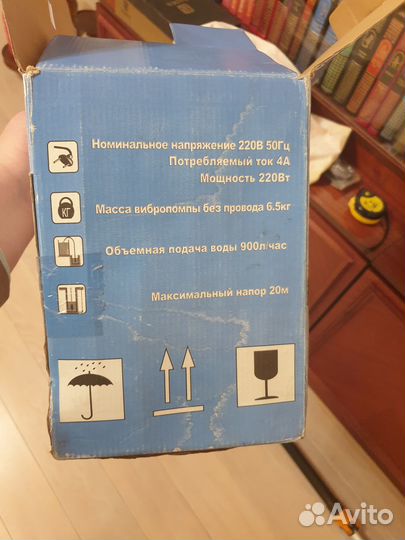 Номинальное напряжение 220В 50Гц
Потребляемый ток 4А
Мощность 220Вт
КГ
Масса вибропомпы без провода 6.5кг
Объемная подача воды 900л/час
Максимальный напор 20м
Avito